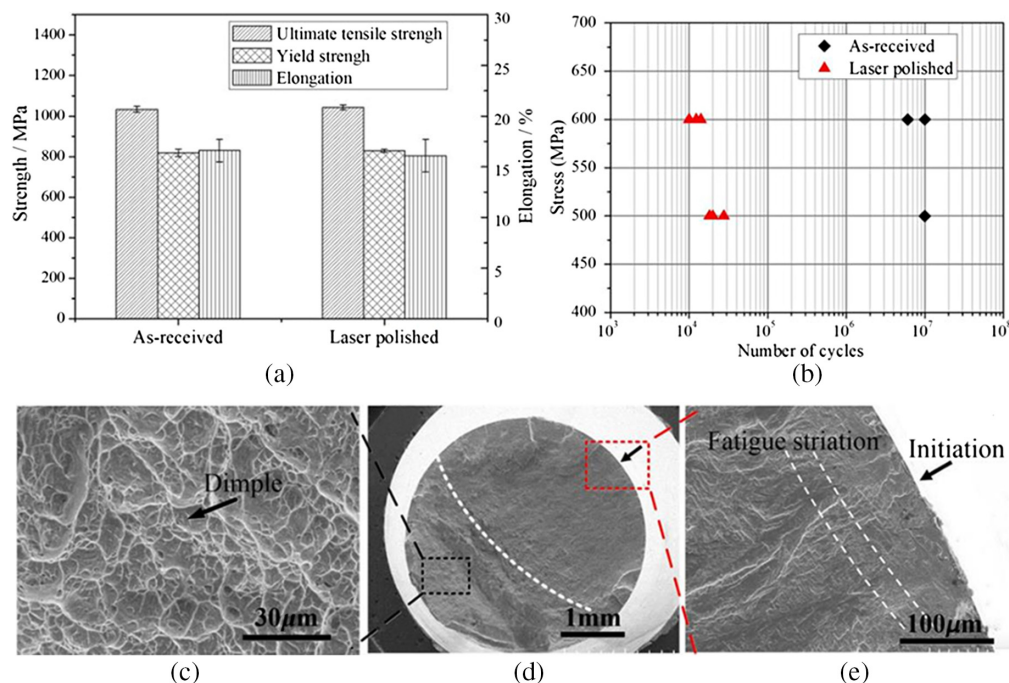 1400
1200
1000
800
600
400
200
0
Strength / MPa
Ultimate tensile strengh
Yield strengh
Elongation
30
25
20
15
10
5
0
Elongation / %
As-received
Laser polished
(a)
700
650
600
550
500
450
400
Stress (MPa)
As-received
Laser polished
10³
10⁴
10⁵
10⁶
10⁷
10⁸
Number of cycles
(b)
Dimple
30μm
(c)
1mm
(d)
Fatigue striation
Initiation
100μm
(e)